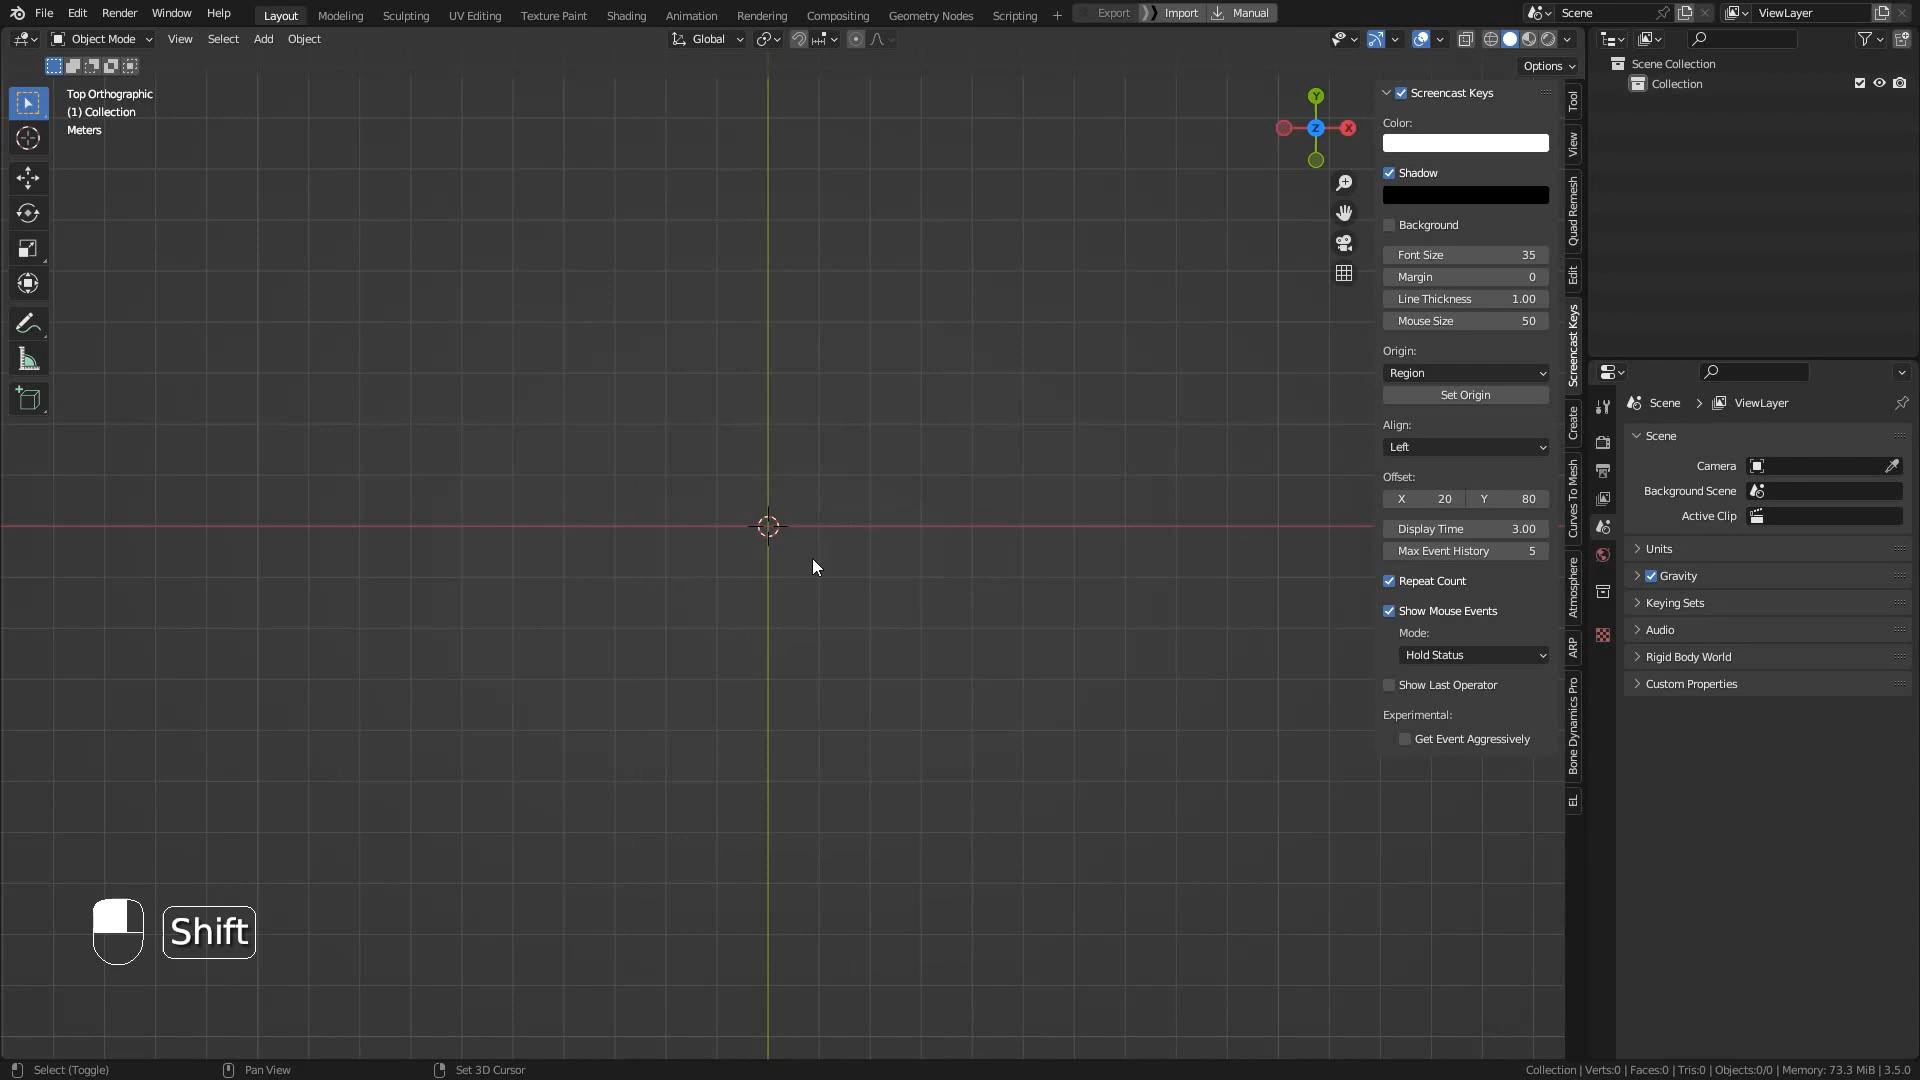 File Edit Render Window Help Layout Modeling Sculpting UV Editing Texture Paint Shading Animation Rendering Compositing Geometry Nodes Scripting + Export Import Manual Scene ViewLayer
Object Mode View Select Add Object Global
Options
Top Orthographic
(1) Collection
Meters
Y
X
Z
Screencast Keys
Color:
Shadow
Background
Font Size 35
Margin 0
Line Thickness 1.00
Mouse Size 50
Origin:
Region
Set Origin
Align:
Left
Offset:
X 20 Y 80
Display Time 3.00
Max Event History 5
Repeat Count
Show Mouse Events
Mode:
Hold Status
Show Last Operator
Experimental:
Get Event Aggressively
Tool
View
Quad Remesh
Edit
Screencast Keys
Create
Curves To Mesh
Atmosphere
ARP
Bone Dynamics Pro
EL
Scene Collection
Collection
Scene > ViewLayer
Scene
Camera
Background Scene
Active Clip
Units
Gravity
Keying Sets
Audio
Rigid Body World
Custom Properties
Shift
Select (Toggle) Pan View Set 3D Cursor Collection | Verts:0 | Faces:0 | Tris:0 | Objects:0/0 | Memory: 73.3 MiB | 3.5.0